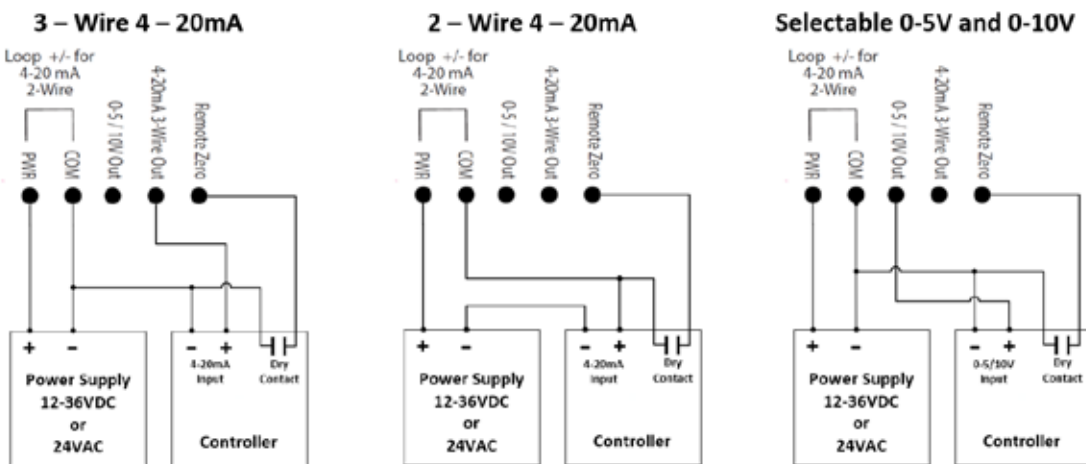 3 – Wire 4 – 20mA
Loop +/- for
4-20 mA
2-Wire
PWR
COM
0-5 / 10V Out
4-20mA 3-Wire Out
Remote Zero
+
-
-
+
4-20mA
Input
Dry
Contact
Power Supply
12-36VDC
or
24VAC
Controller
2 – Wire 4 – 20mA
Loop +/- for
4-20 mA
2-Wire
PWR
COM
0-5 / 10V Out
4-20mA 3-Wire Out
Remote Zero
+
-
-
+
4-20mA
Input
Dry
Contact
Power Supply
12-36VDC
or
24VAC
Controller
Selectable 0-5V and 0-10V
Loop +/- for
4-20 mA
2-Wire
PWR
COM
0-5 / 10V Out
4-20mA 3-Wire Out
Remote Zero
+
-
-
+
0-5/10V
Input
Dry
Contact
Power Supply
12-36VDC
or
24VAC
Controller